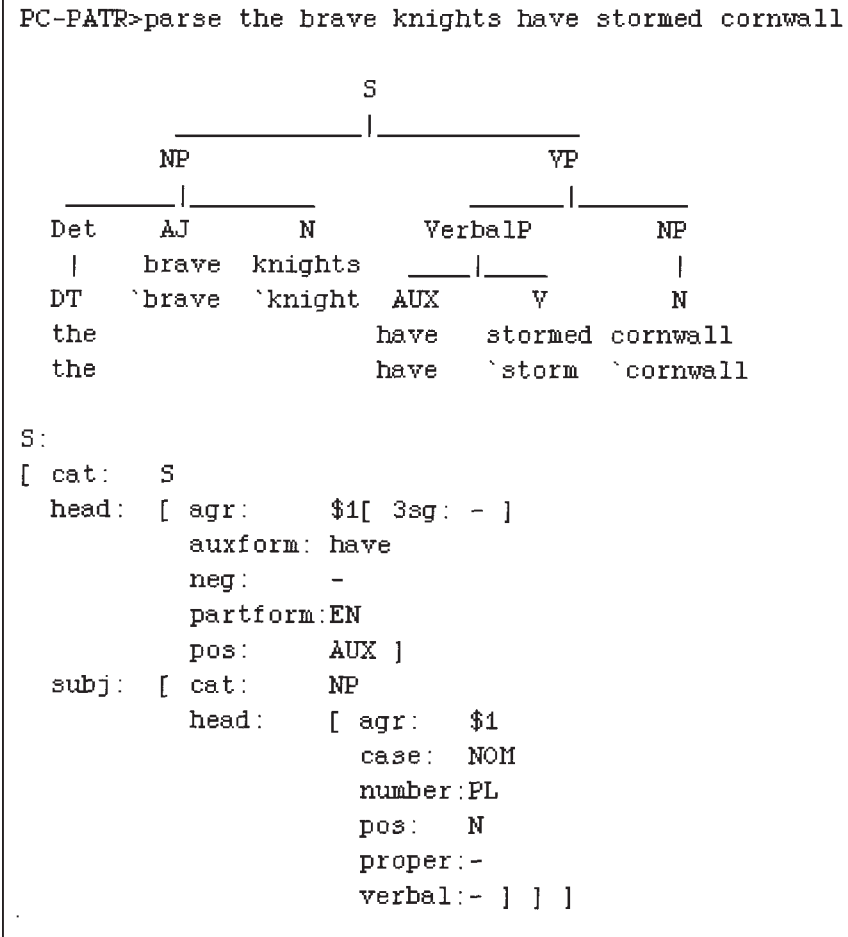 PC-PATR>parse the brave knights have stormed cornwall
S
NP VP
Det AJ N VerbalP NP
brave knights
DT `brave `knight AUX V N
the have stormed cornwall
the have `storm `cornwall
S:
[ cat: S
head: [ agr: $1[ 3sg: - ]
auxform: have
neg: -
partform:EN
pos: AUX ]
subj: [ cat: NP
head: [ agr: $1
case: NOM
number:PL
pos: N
proper:-
verbal:- ] ] ]